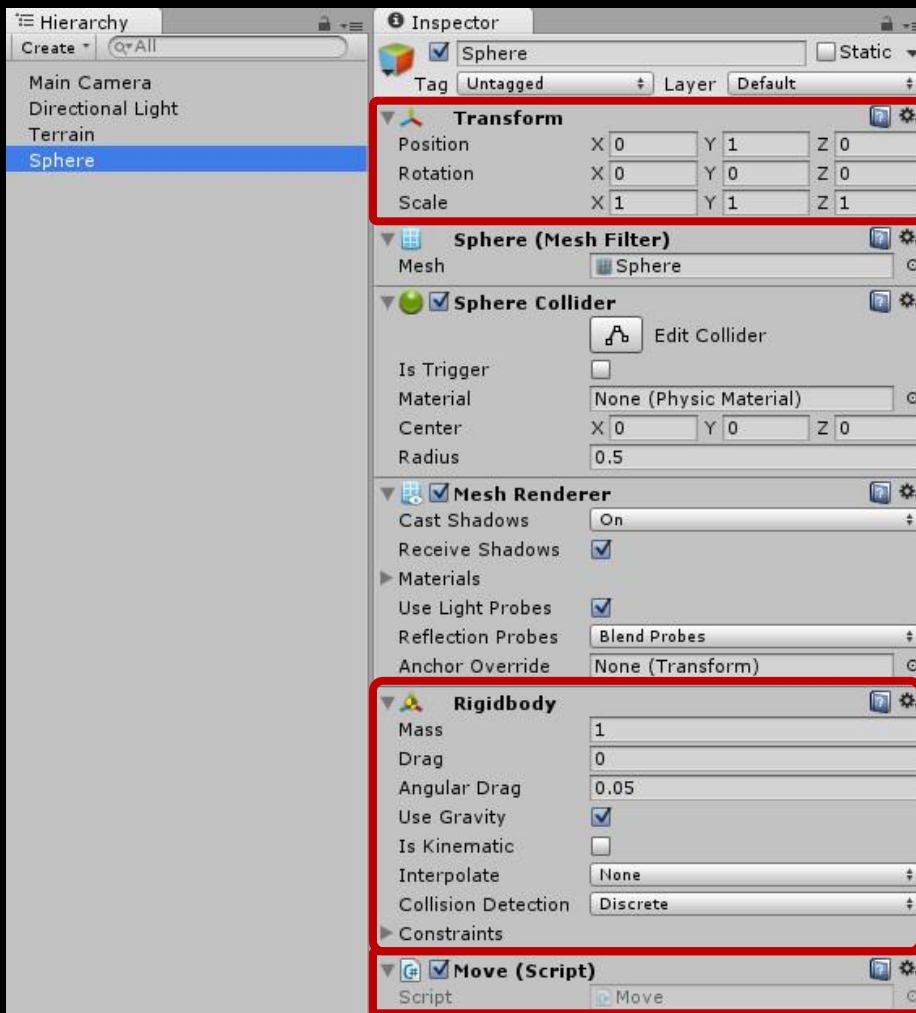 Hierarchy
Create All
Main Camera
Directional Light
Terrain
Sphere
Inspector
Sphere Static
Tag Untagged Layer Default
Transform
Position X 0 Y 1 Z 0
Rotation X 0 Y 0 Z 0
Scale X 1 Y 1 Z 1
Sphere (Mesh Filter)
Mesh Sphere
Sphere Collider
Edit Collider
Is Trigger
Material None (Physic Material)
Center X 0 Y 0 Z 0
Radius 0.5
Mesh Renderer
Cast Shadows On
Receive Shadows
Materials
Use Light Probes
Reflection Probes Blend Probes
Anchor Override None (Transform)
Rigidbody
Mass 1
Drag 0
Angular Drag 0.05
Use Gravity
Is Kinematic
Interpolate None
Collision Detection Discrete
Constraints
C# Move (Script)
Script Move